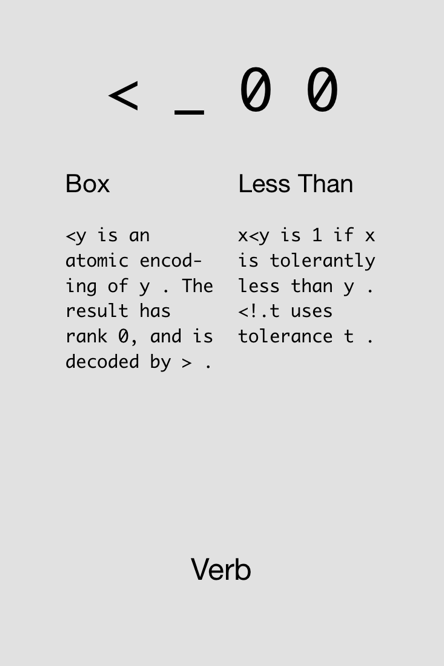 < _ 0 0
Box
<y is an
atomic encod-
ing of y . The
result has
rank 0, and is
decoded by > .
Less Than
x<y is 1 if x
is tolerantly
less than y .
<!.t uses
tolerance t .
Verb